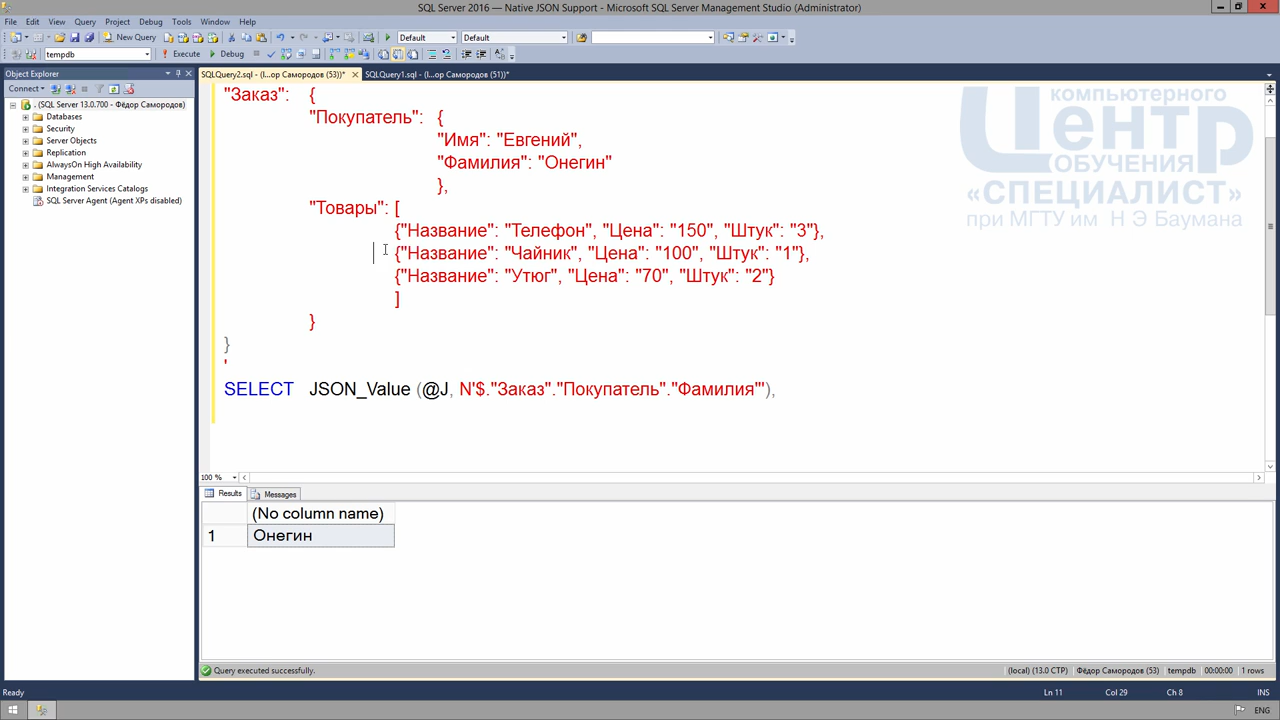 SQL Server 2016 — Native JSON Support - Microsoft SQL Server Management Studio (Administrator)
File Edit View Query Project Debug Tools Window Help
New Query Default Default
tempdb Execute Debug
Object Explorer
Connect
. (SQL Server 13.0.700 - Фёдор Самородов)
Databases
Security
Server Objects
Replication
AlwaysOn High Availability
Management
Integration Services Catalogs
SQL Server Agent (Agent XPs disabled)
SQLQuery2.sql - (l...ор Самородов (53))* SQLQuery1.sql - (l...ор Самородов (51))*
"Заказ": {
"Покупатель": {
"Имя": "Евгений",
"Фамилия": "Онегин"
},
"Товары": [
{"Название": "Телефон", "Цена": "150", "Штук": "3"},
{"Название": "Чайник", "Цена": "100", "Штук": "1"},
{"Название": "Утюг", "Цена": "70", "Штук": "2"}
]
}
}
'
SELECT JSON_Value (@J, N'$."Заказ"."Покупатель"."Фамилия"'),
компьютерного
Центр
ОБУЧЕНИЯ
«СПЕЦИАЛИСТ»
при МГТУ им Н Э Баумана
100 %
Results Messages
(No column name)
1 Онегин
Query executed successfully. (local) (13.0 CTP) Фёдор Самородов (53) tempdb 00:00:00 1 rows
Ready Ln 11 Col 29 Ch 8 INS
ENG